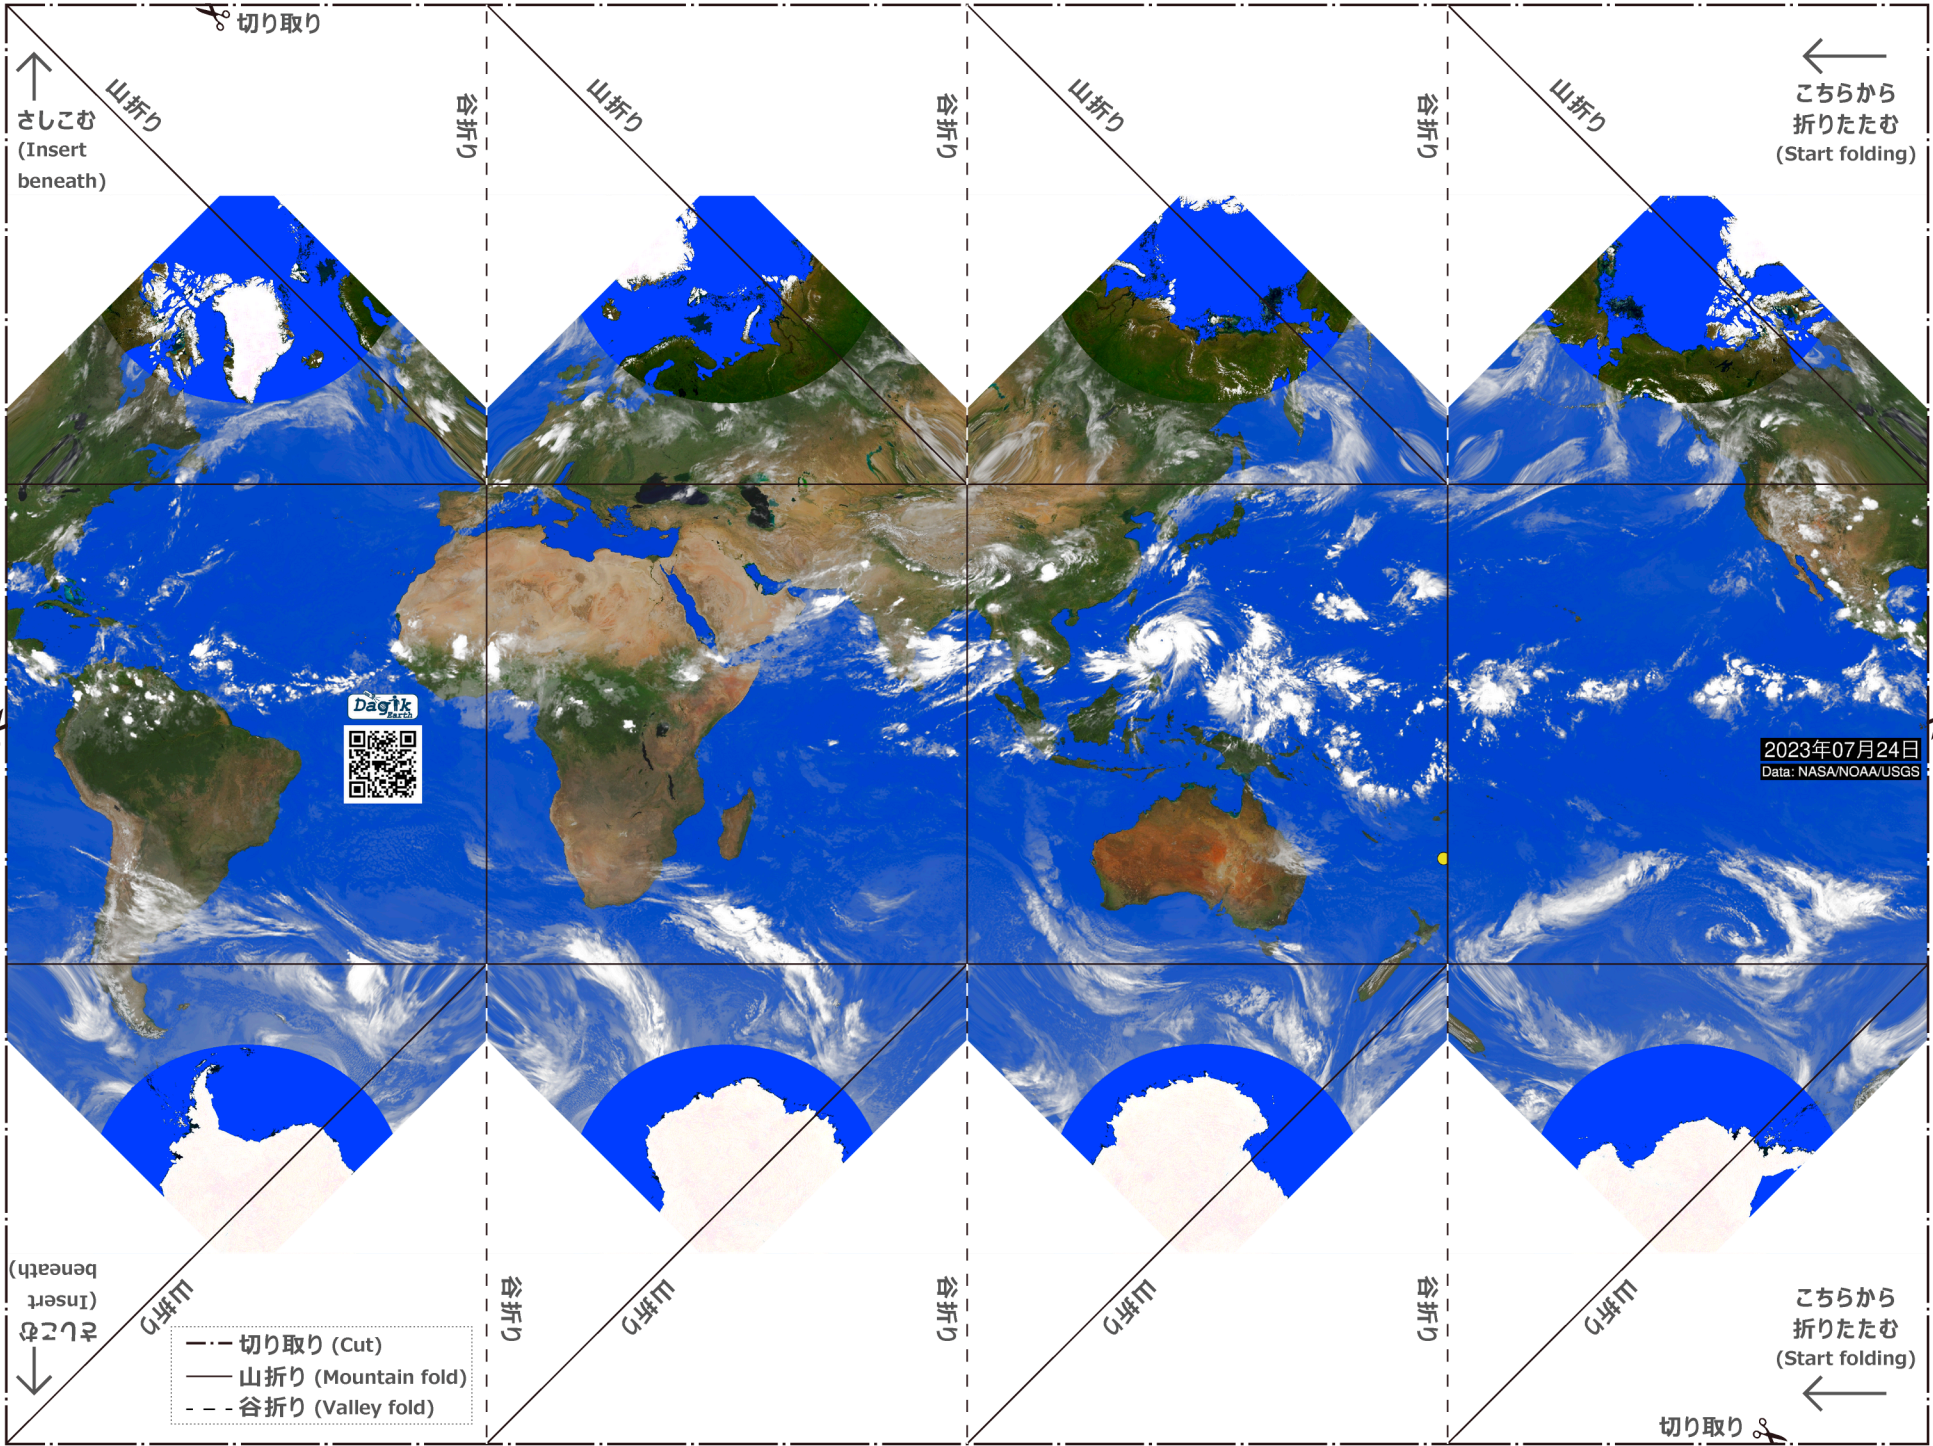 切り取り
さしこむ
(Insert
beneath)
山折り
谷折り
山折り
谷折り
山折り
谷折り
山折り
こちらから
折りたたむ
(Start folding)
Dagik
Earth
2023年07月24日
Data: NASA/NOAA/USGS
さしこむ
(Insert
beneath)
山折り
谷折り
山折り
谷折り
山折り
谷折り
山折り
こちらから
折りたたむ
(Start folding)
切り取り (Cut)
山折り (Mountain fold)
谷折り (Valley fold)
切り取り